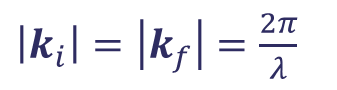 |𝒌ᵢ| = |𝒌_f| = 2π/λ